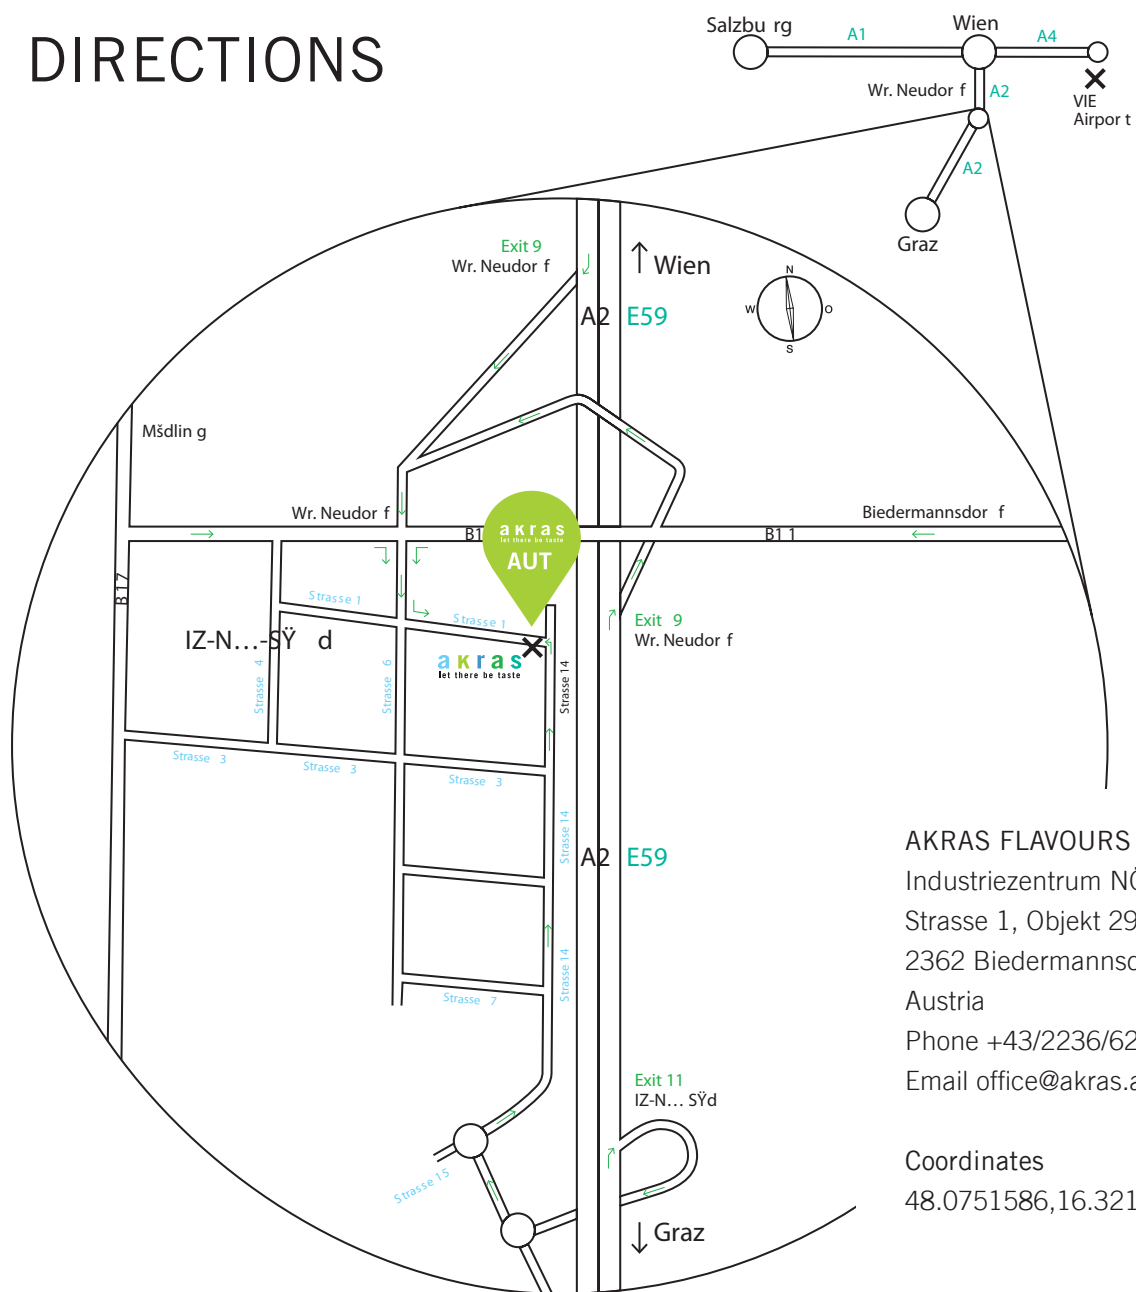 DIRECTIONS
Salzbu rg
A1
Wien
A4
Wr. Neudor f
A2
VIE
Airpor t
A2
Graz
Exit 9
Wr. Neudor f
Wien
A2 E59
N
W
O
S
Mšdlin g
Wr. Neudor f
B1
Biedermannsdor f
B1 1
akras
let there be taste
AUT
B 17
Strasse 1
Strasse 1
Exit 9
Wr. Neudor f
IZ-N…-SŸ d
akras
let there be taste
Strasse 4
Strasse 6
Strasse 14
Strasse 3
Strasse 3
Strasse 3
Strasse 14
A2 E59
Strasse 14
Strasse 7
Exit 11
IZ-N… SŸd
Strasse 15
Graz
AKRAS FLAVOURS
Industriezentrum NÖ
Strasse 1, Objekt 29
2362 Biedermannsd
Austria
Phone +43/2236/62
Email office@akras.a
Coordinates
48.0751586,16.321